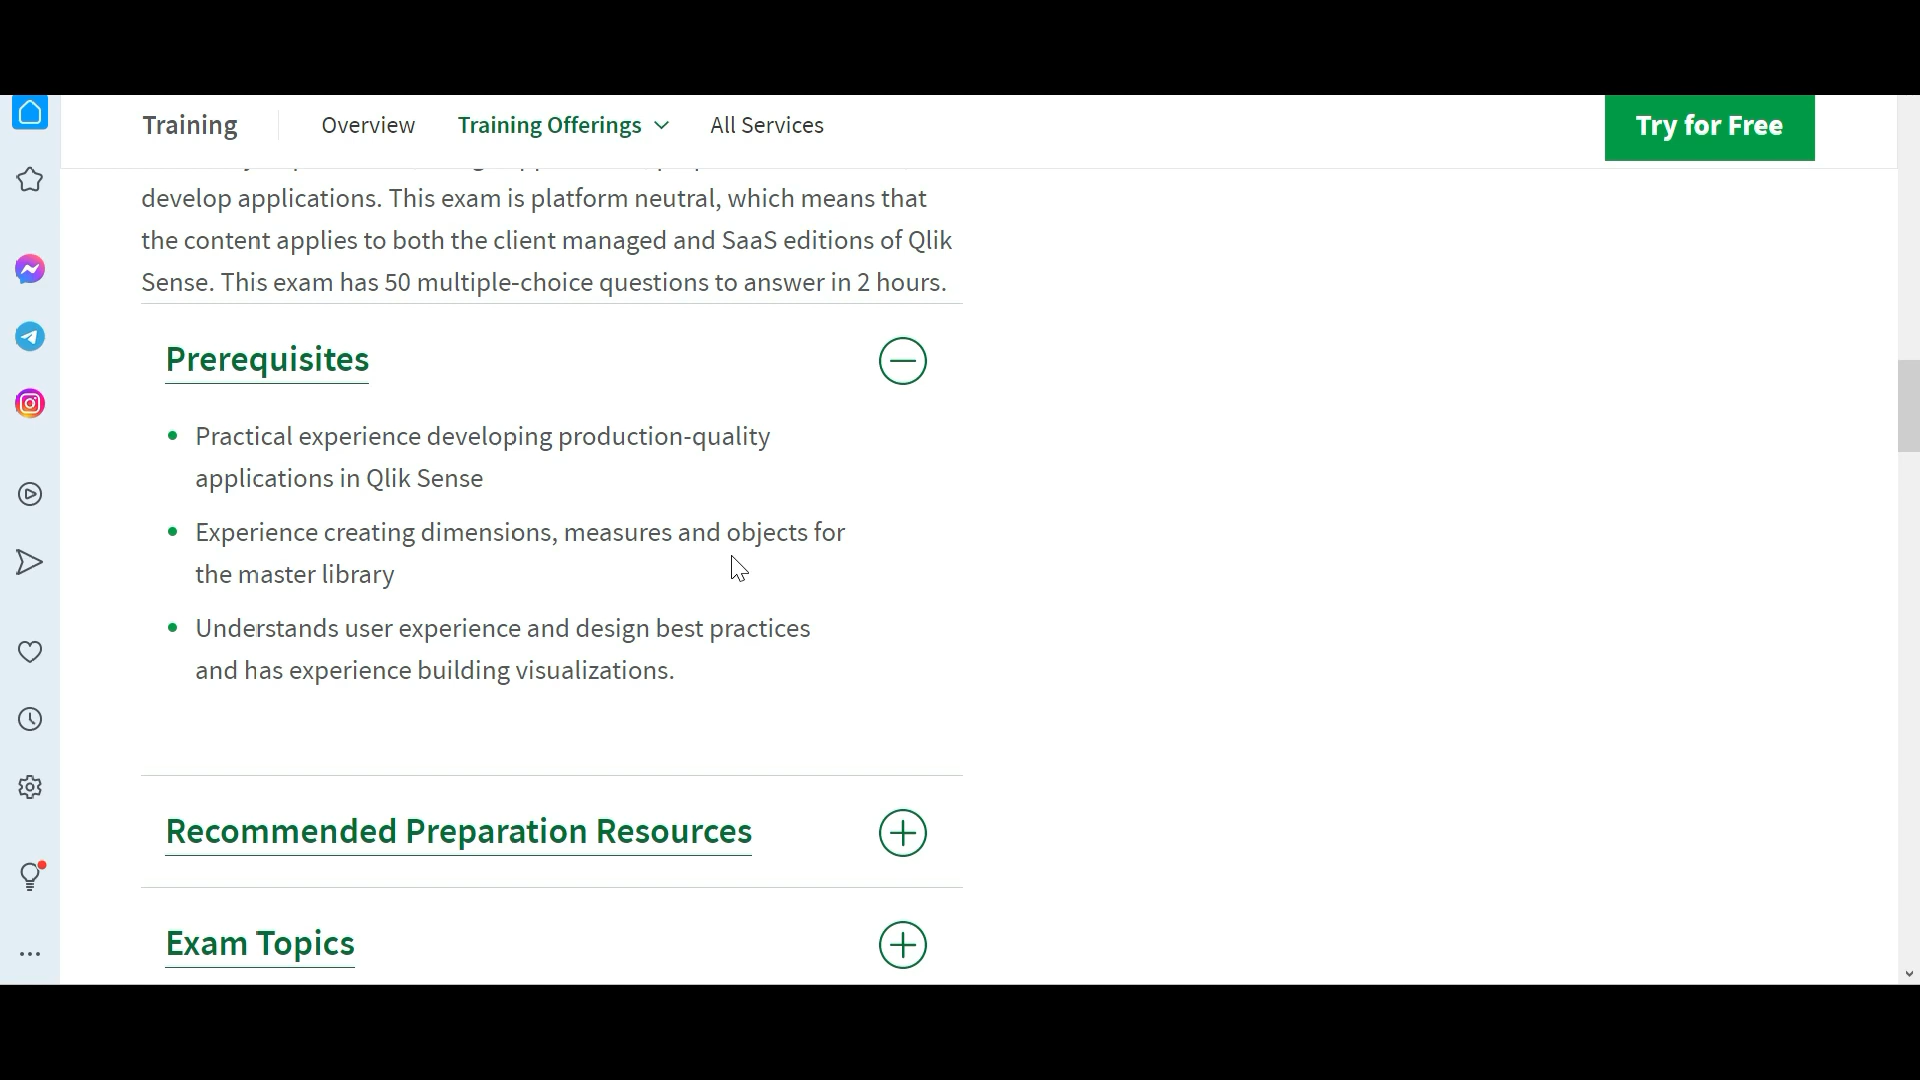 Training
Overview
Training Offerings
All Services
Try for Free
develop applications. This exam is platform neutral, which means that
the content applies to both the client managed and SaaS editions of Qlik
Sense. This exam has 50 multiple-choice questions to answer in 2 hours.
Prerequisites
Practical experience developing production-quality
applications in Qlik Sense
Experience creating dimensions, measures and objects for
the master library
Understands user experience and design best practices
and has experience building visualizations.
Recommended Preparation Resources
Exam Topics